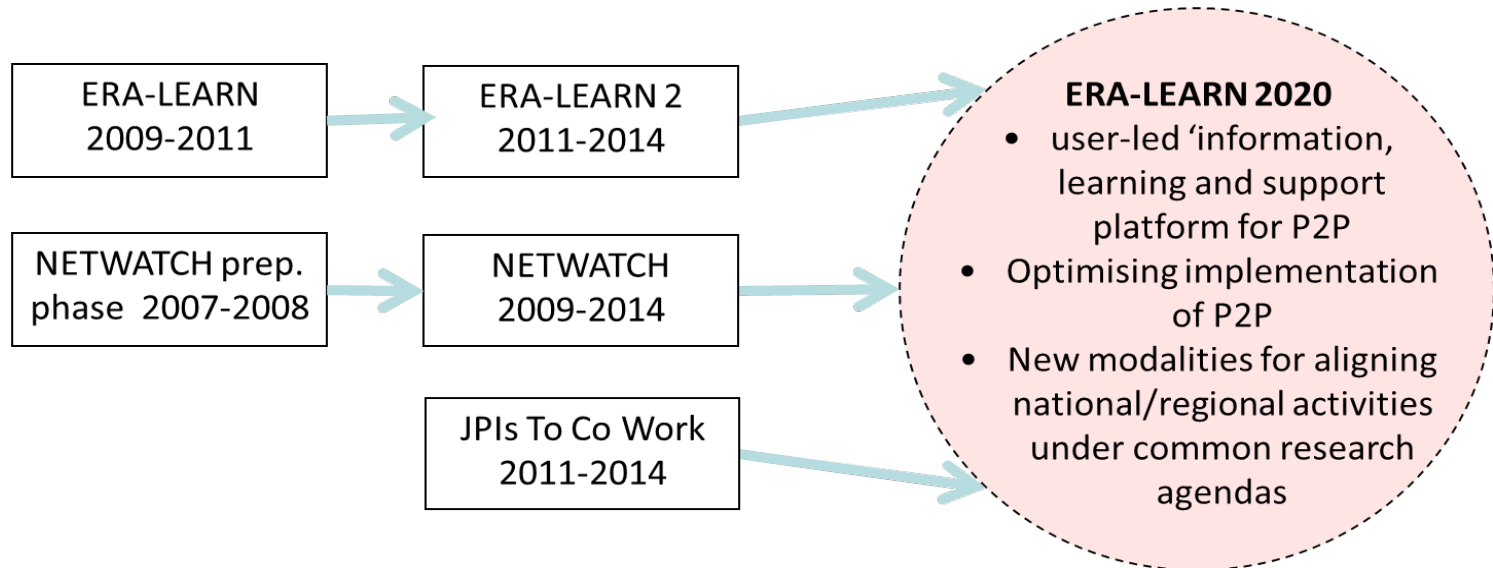 ERA-LEARN
2009-2011
ERA-LEARN 2
2011-2014
NETWATCH prep.
phase 2007-2008
NETWATCH
2009-2014
JPIs To Co Work
2011-2014
ERA-LEARN 2020
• user-led ‘information,
learning and support
platform for P2P
• Optimising implementation
of P2P
• New modalities for aligning
national/regional activities
under common research
agendas